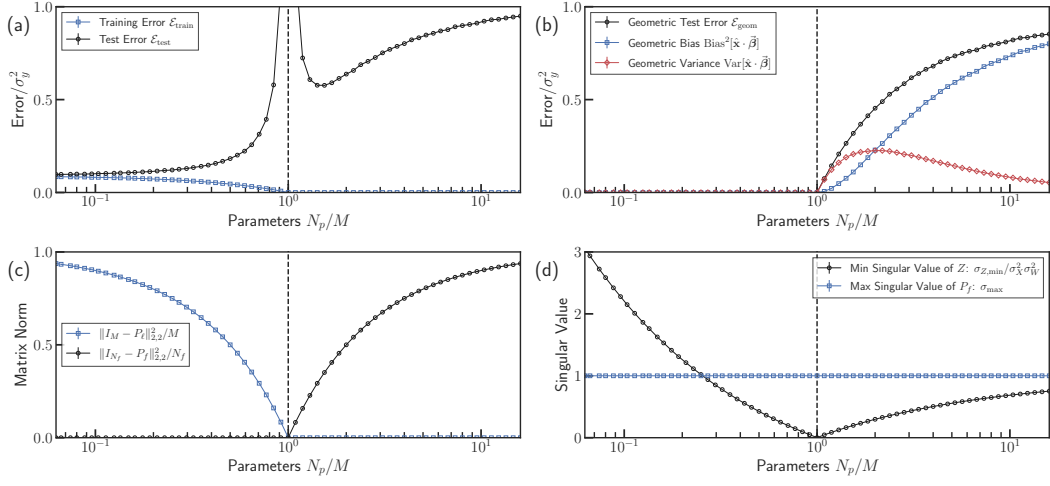 (a)
Training Error 𝓔_train
Test Error 𝓔_test
Error/σ_y^2
1.0
0.5
0.0
10^{-1}
10^0
10^1
Parameters N_p/M
(b)
Geometric Test Error 𝓔_geom
Geometric Bias Bias^2[x̂ · β⃗]
Geometric Variance Var[x̂ · β⃗]
Error/σ_y^2
1.0
0.5
0.0
10^{-1}
10^0
10^1
Parameters N_p/M
(c)
‖I_M − P_ℓ‖_{2,2}^2/M
‖I_{N_f} − P_f‖_{2,2}^2/N_f
Matrix Norm
1.0
0.5
0.0
10^{-1}
10^0
10^1
Parameters N_p/M
(d)
Min Singular Value of Z: σ_{Z,min}/σ_X^2σ_W^2
Max Singular Value of P_f: σ_max
Singular Value
3
2
1
0
10^{-1}
10^0
10^1
Parameters N_p/M